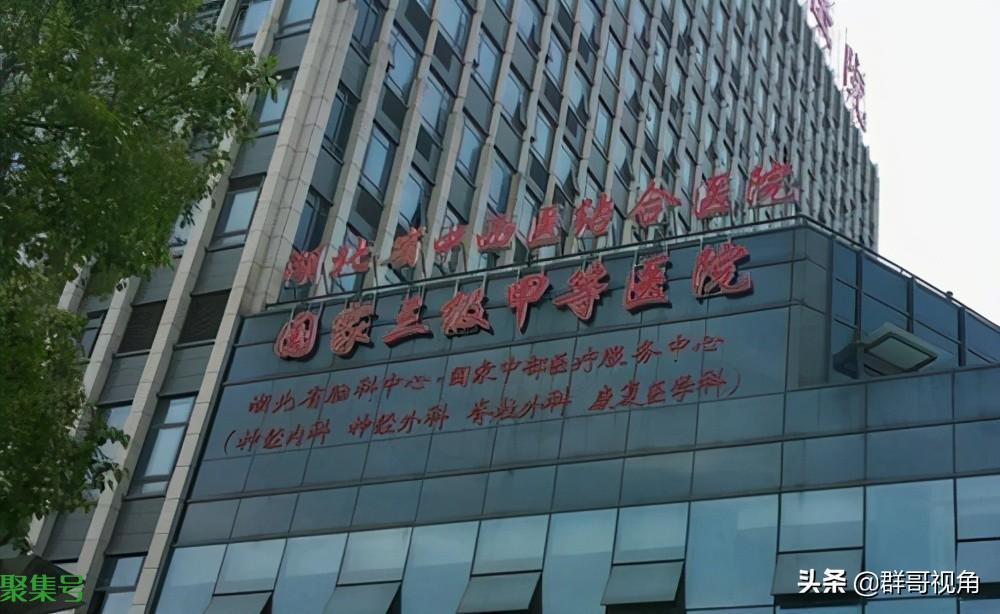 院
湖北省中西医结合医院
国家三级甲等医院
湖北省脑科中心·国家中部医疗服务中心
(神经内科 神经外科 脊柱外科 康复医学科)
聚集号
头条 @群哥视角